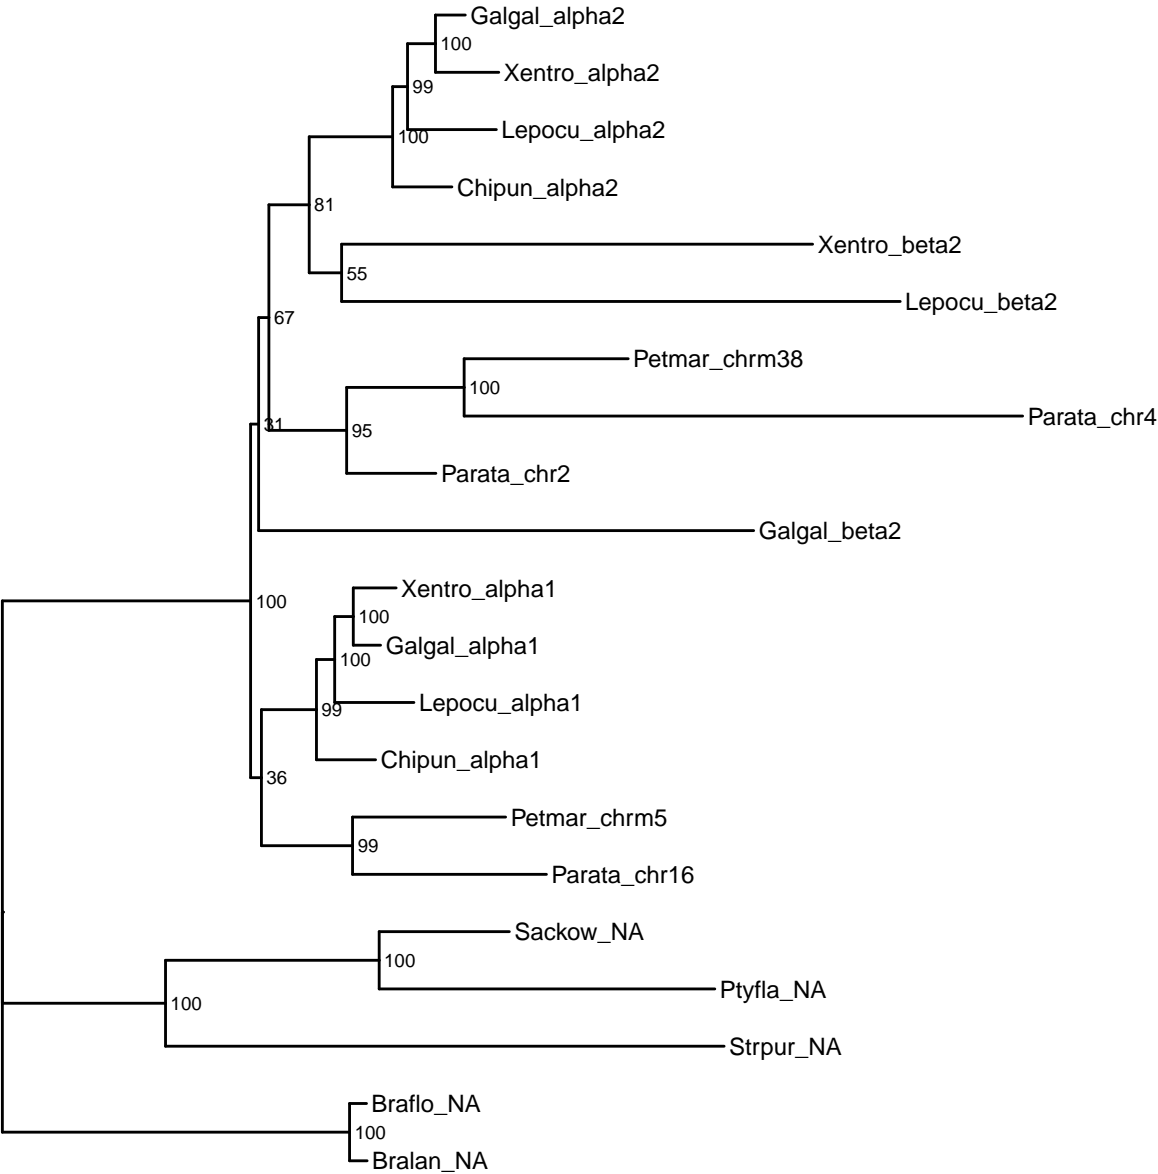 Galgal_alpha2
100
Xentro_alpha2
99
Lepocu_alpha2
100
Chipun_alpha2
81
Xentro_beta2
55
Lepocu_beta2
67
Petmar_chrm38
100
Parata_chr4
31
95
Parata_chr2
Galgal_beta2
Xentro_alpha1
100
100
Galgal_alpha1
100
Lepocu_alpha1
99
Chipun_alpha1
36
Petmar_chrm5
99
Parata_chr16
Sackow_NA
100
Ptyfla_NA
100
Strpur_NA
Braflo_NA
100
Bralan_NA